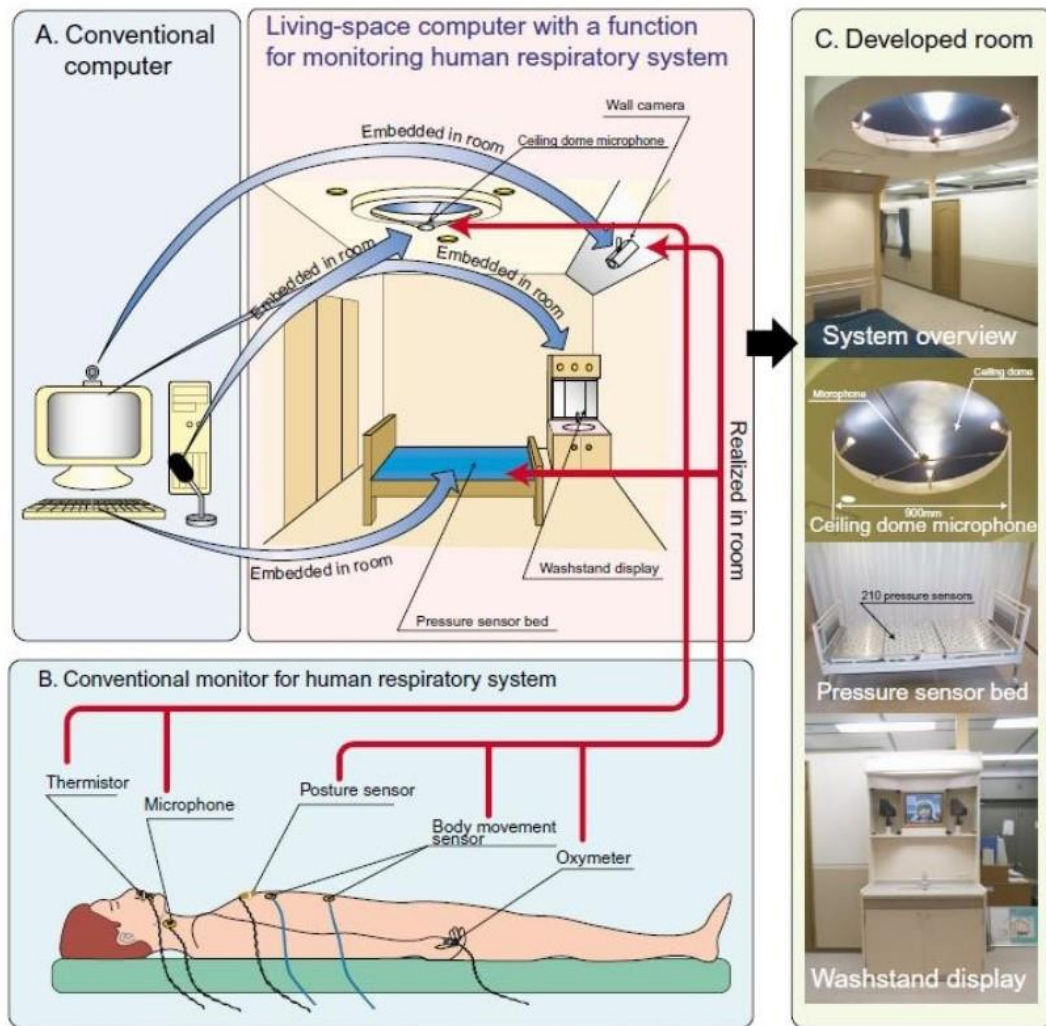 A. Conventional
computer
Living-space computer with a function
for monitoring human respiratory system
Wall camera
Embedded in room
Ceiling dome microphone
Embedded in room
Embedded in room
Embedded in room
Embedded in room
Washstand display
Pressure sensor bed
Realized in room
B. Conventional monitor for human respiratory system
Thermistor
Microphone
Posture sensor
Body movement
sensor
Oxymeter
C. Developed room
System overview
Ceiling dome
Microphone
900mm
Ceiling dome microphone
210 pressure sensors
Pressure sensor bed
Washstand display